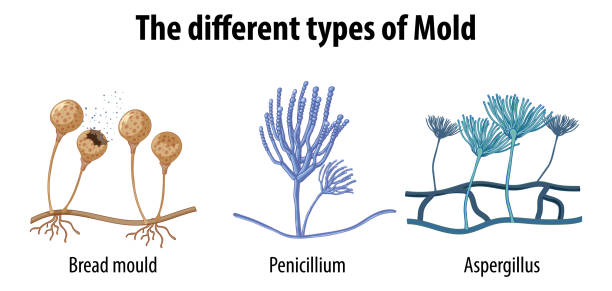 The different types of Mold
Bread mould
Penicillium
Aspergillus